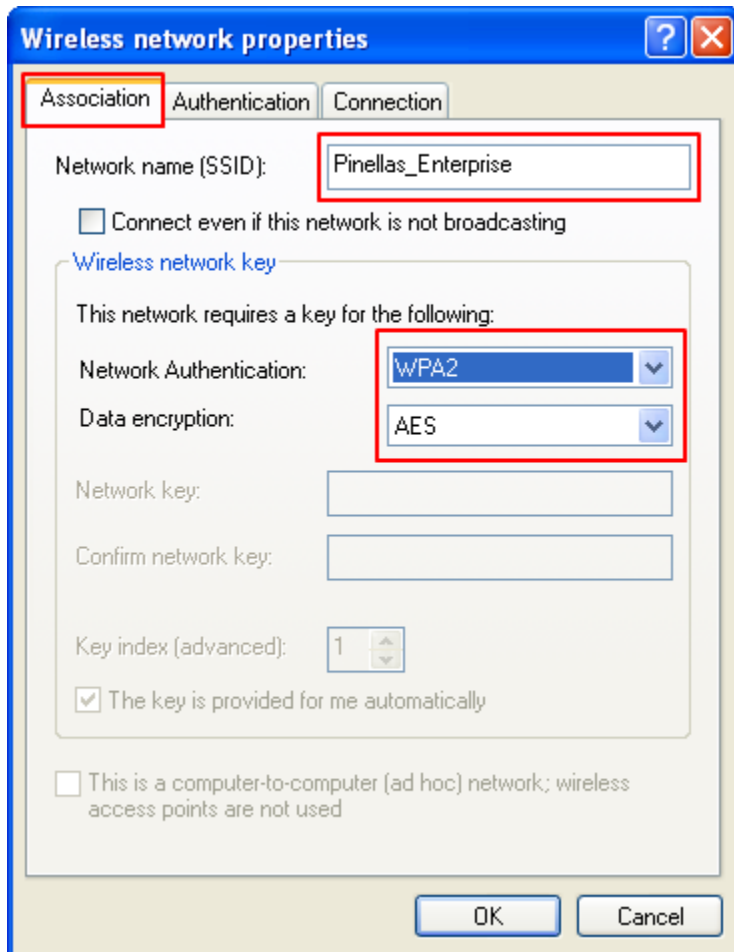 Wireless network properties
Association Authentication Connection
Network name (SSID): Pinellas_Enterprise
Connect even if this network is not broadcasting
Wireless network key
This network requires a key for the following:
Network Authentication: WPA2
Data encryption: AES
Network key:
Confirm network key:
Key index (advanced): 1
The key is provided for me automatically
This is a computer-to-computer (ad hoc) network; wireless
access points are not used
OK Cancel